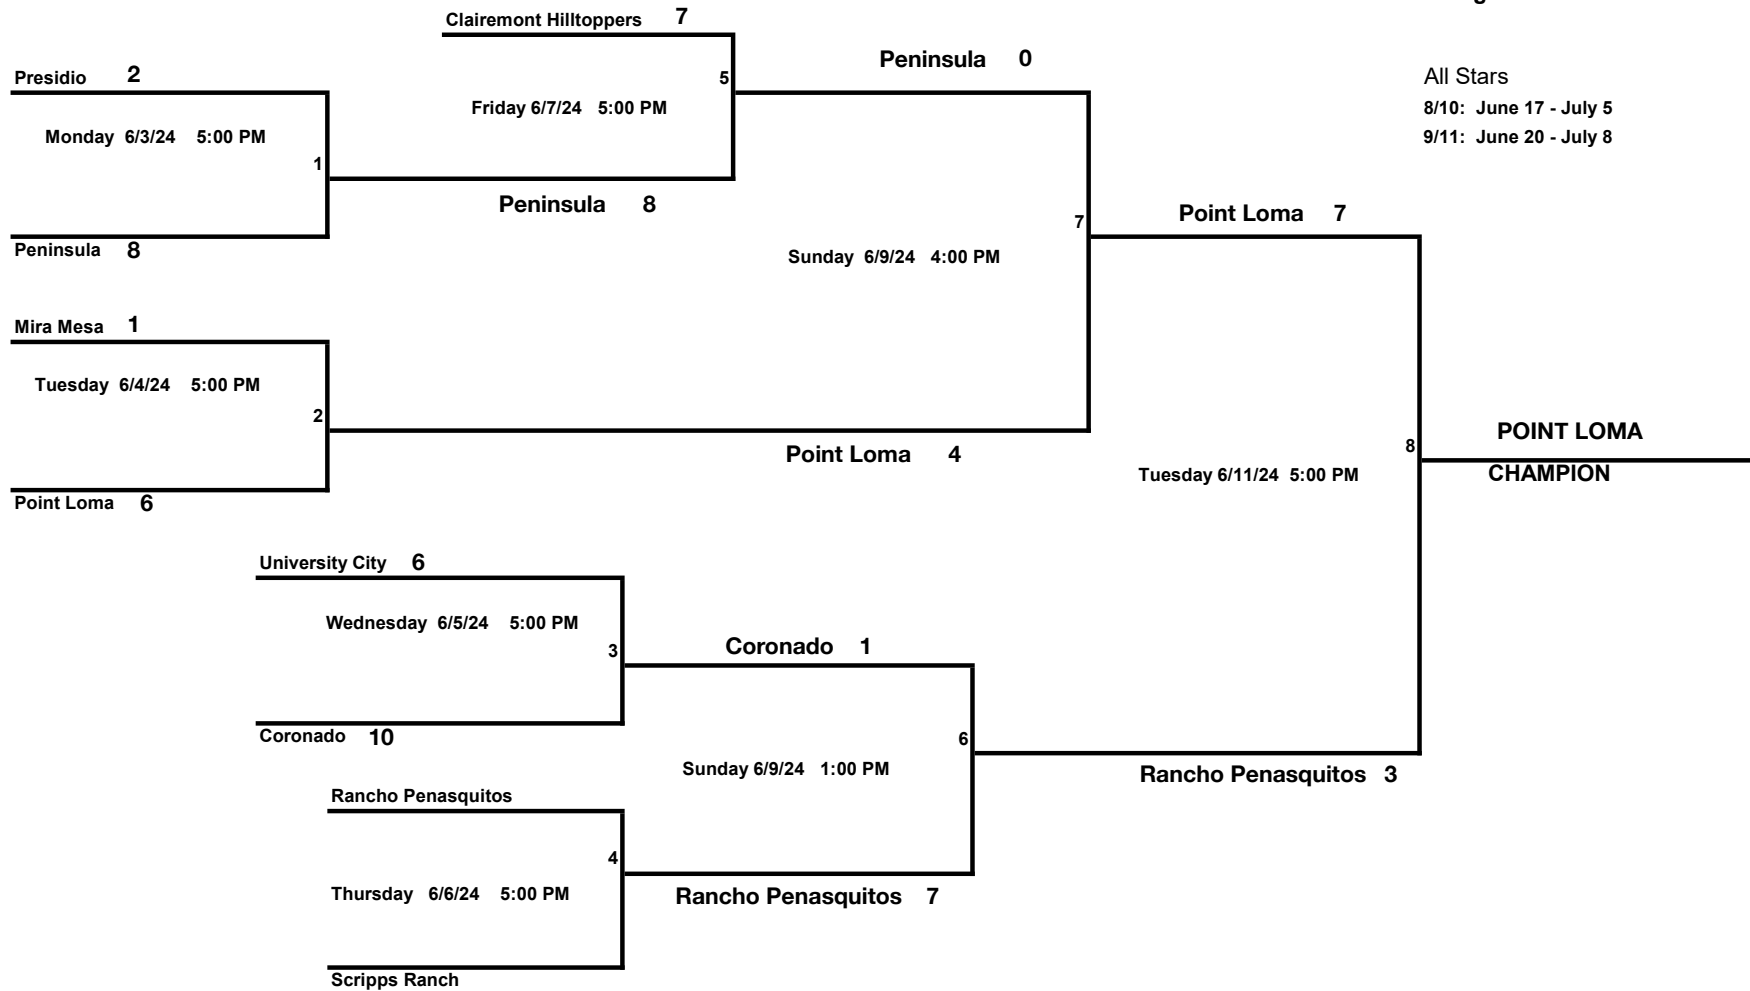 Clairemont Hilltoppers 7
Presidio 2
Peninsula 0
All Stars
8/10: June 17 - July 5
9/11: June 20 - July 8
5
Friday 6/7/24 5:00 PM
Monday 6/3/24 5:00 PM
1
Peninsula 8
Peninsula 8
Point Loma 7
7
Sunday 6/9/24 4:00 PM
Mira Mesa 1
Tuesday 6/4/24 5:00 PM
2
Point Loma 4
Point Loma 6
POINT LOMA
CHAMPION
8
Tuesday 6/11/24 5:00 PM
University City 6
Wednesday 6/5/24 5:00 PM
3
Coronado 1
Coronado 10
6
Sunday 6/9/24 1:00 PM
Rancho Penasquitos 3
Rancho Penasquitos
4
Thursday 6/6/24 5:00 PM
Rancho Penasquitos 7
Scripps Ranch